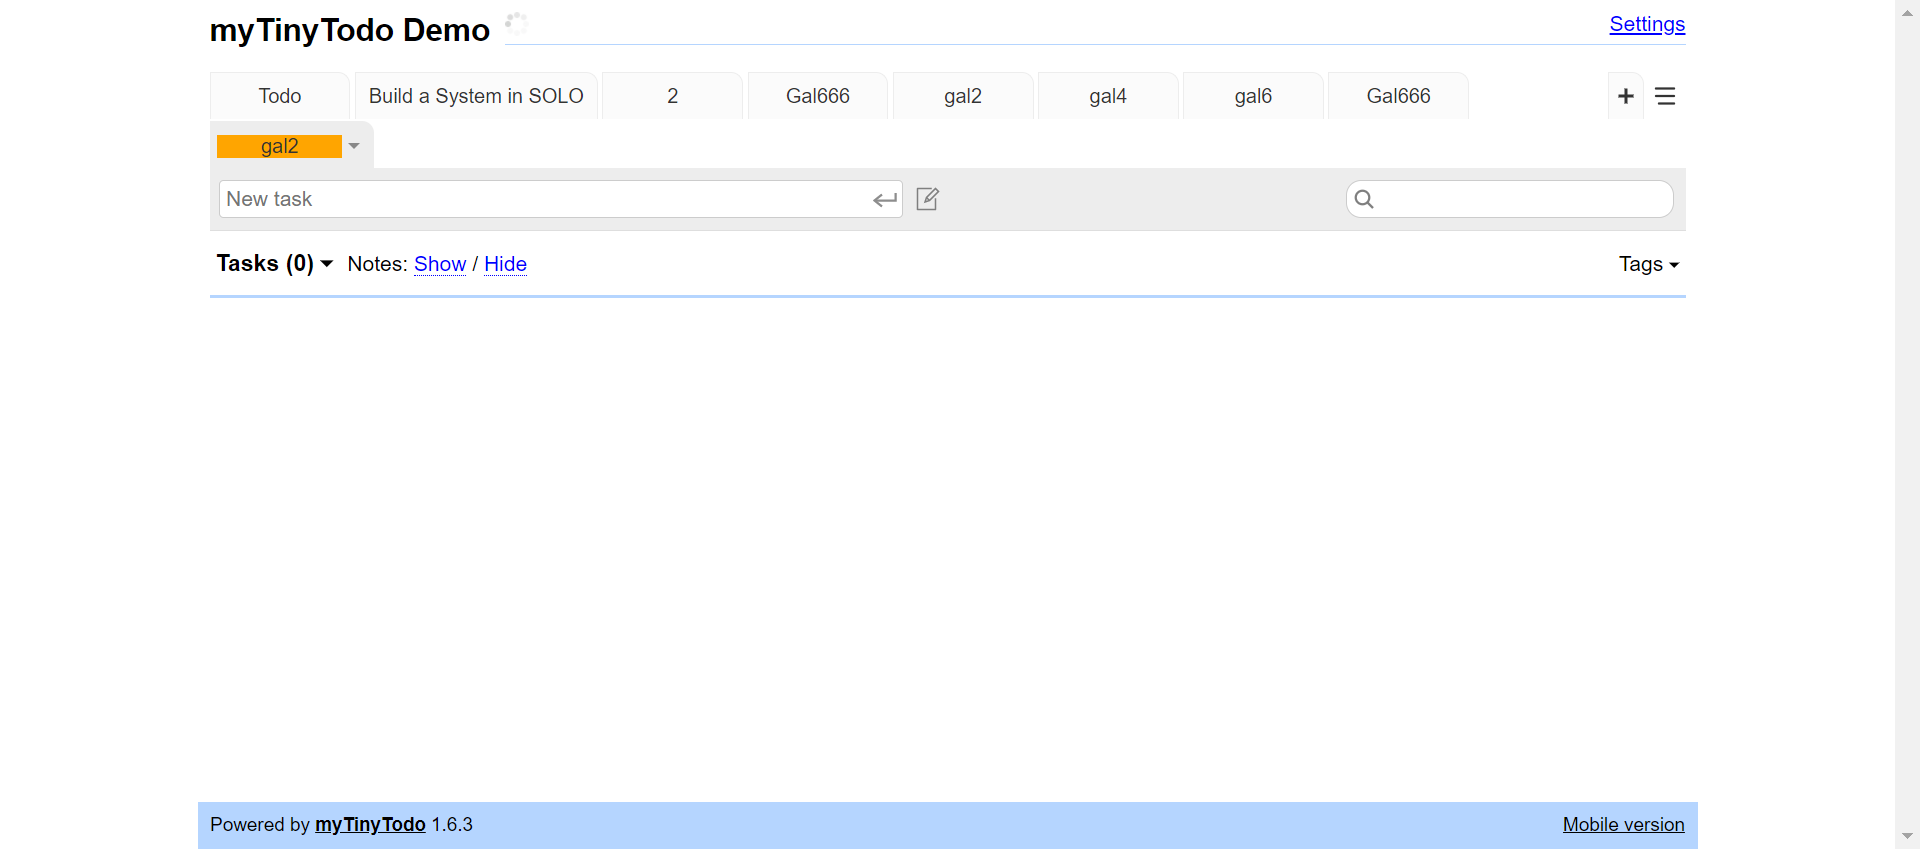 myTinyTodo Demo
Settings
Todo
Build a System in SOLO
2
Gal666
gal2
gal4
gal6
Gal666
+
gal2
New task
Tasks (0)
Notes: Show / Hide
Tags
Powered by myTinyTodo 1.6.3
Mobile version